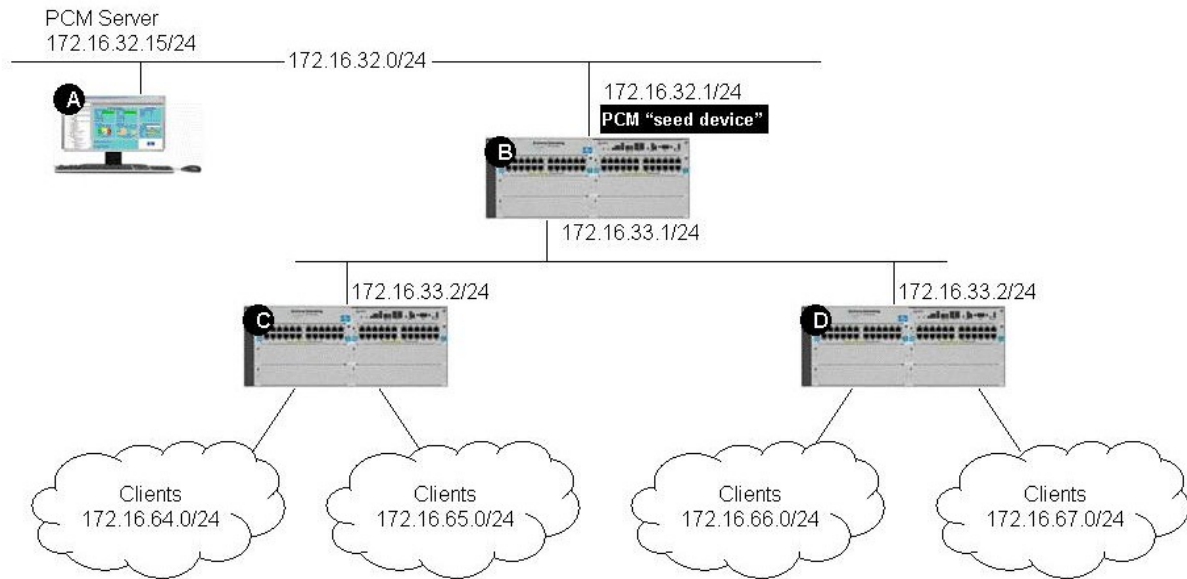 PCM Server
172.16.32.15/24
172.16.32.0/24
A
172.16.32.1/24
PCM "seed device"
B
172.16.33.1/24
172.16.33.2/24
172.16.33.2/24
C
D
Clients
172.16.64.0/24
Clients
172.16.65.0/24
Clients
172.16.66.0/24
Clients
172.16.67.0/24